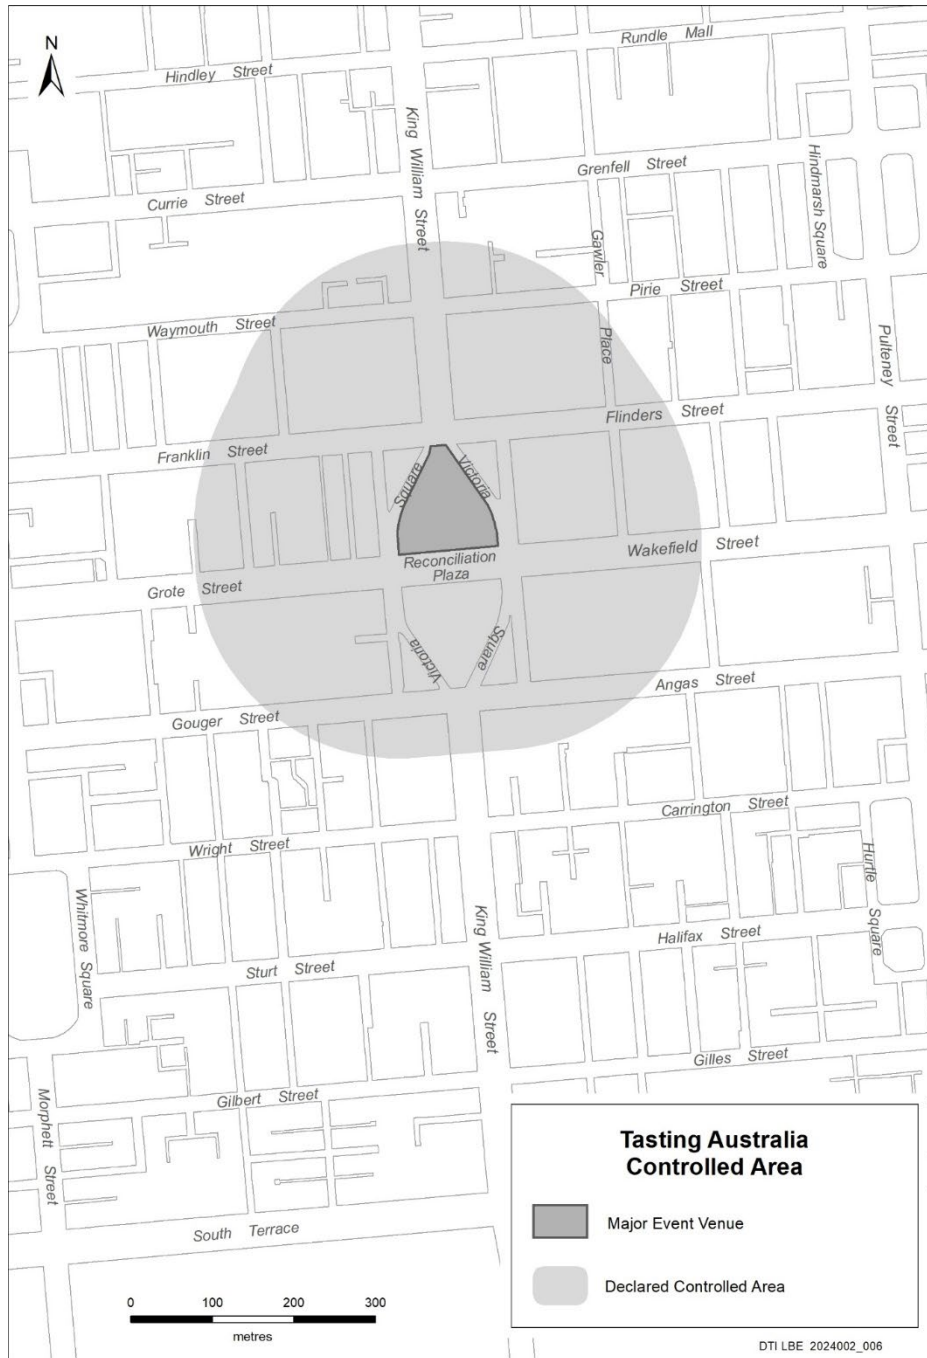 N
Rundle Mall
Hindley Street
King William Street
Grenfell Street
Hindmarsh Square
Currie Street
Gawler Place
Pirie Street
Waymouth Street
Pulteney Street
Flinders Street
Franklin Street
Square
Victoria
Wakefield Street
Reconciliation
Plaza
Grote Street
Victoria
Square
Angas Street
Gouger Street
Carrington Street
Wright Street
Hurtle Square
Whitmore Square
King William Street
Halifax Street
Sturt Street
Gilles Street
Gilbert Street
Morphett Street
South Terrace
Tasting Australia
Controlled Area
Major Event Venue
Declared Controlled Area
0 100 200 300
metres
DTI LBE 2024002_006